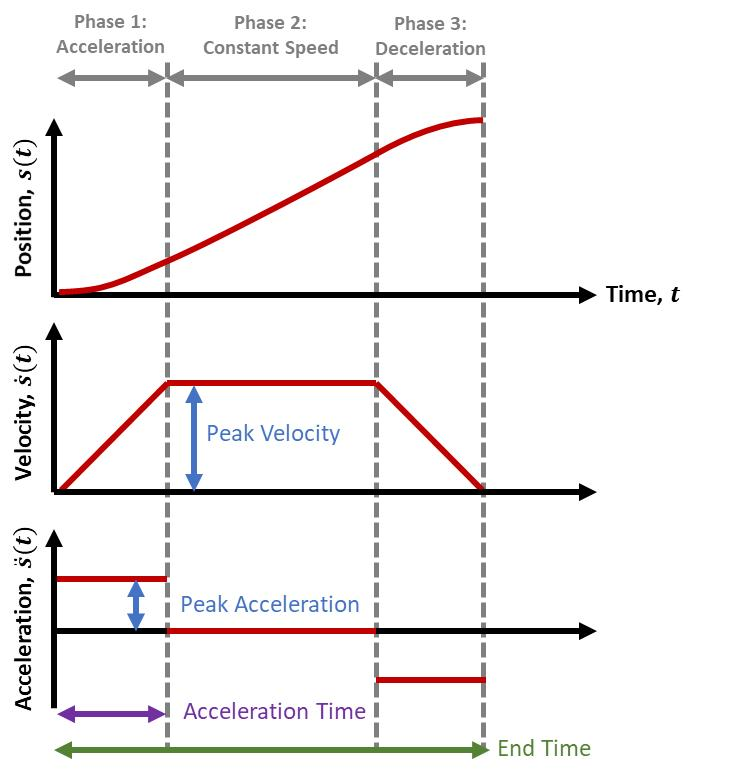 Phase 1:
Acceleration
Phase 2:
Constant Speed
Phase 3:
Deceleration
Position, s(t)
Time, t
Velocity, ṡ(t)
Peak Velocity
Acceleration, s̈(t)
Peak Acceleration
Acceleration Time
End Time